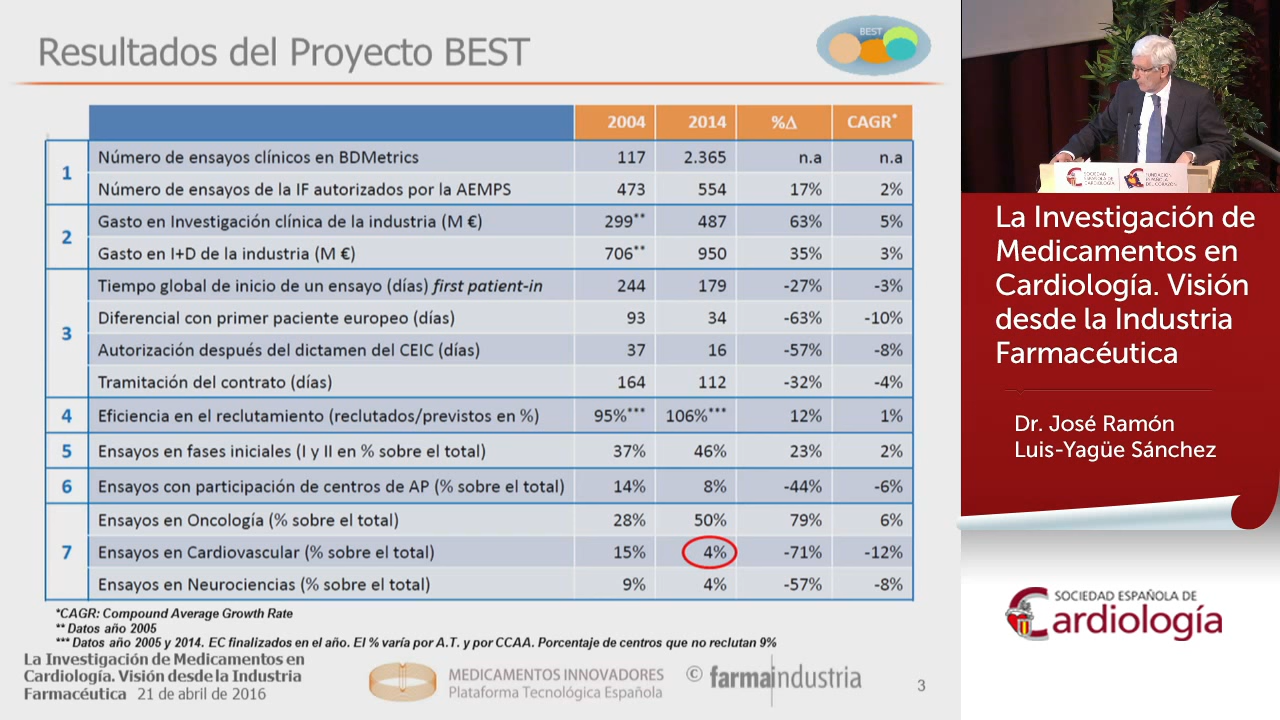 Resultados del Proyecto BEST
BEST
2004 2014 %Δ CAGR*
1 Número de ensayos clínicos en BDMetrics 117 2.365 n.a n.a
Número de ensayos de la IF autorizados por la AEMPS 473 554 17% 2%
2 Gasto en Investigación clínica de la industria (M €) 299** 487 63% 5%
Gasto en I+D de la industria (M €) 706** 950 35% 3%
3 Tiempo global de inicio de un ensayo (días) first patient-in 244 179 -27% -3%
Diferencial con primer paciente europeo (días) 93 34 -63% -10%
Autorización después del dictamen del CEIC (días) 37 16 -57% -8%
Tramitación del contrato (días) 164 112 -32% -4%
4 Eficiencia en el reclutamiento (reclutados/previstos en %) 95%*** 106%*** 12% 1%
5 Ensayos en fases iniciales (I y II en % sobre el total) 37% 46% 23% 2%
6 Ensayos con participación de centros de AP (% sobre el total) 14% 8% -44% -6%
7 Ensayos en Oncología (% sobre el total) 28% 50% 79% 6%
Ensayos en Cardiovascular (% sobre el total) 15% 4% -71% -12%
Ensayos en Neurociencias (% sobre el total) 9% 4% -57% -8%
*CAGR: Compound Average Growth Rate
** Datos año 2005
*** Datos año 2005 y 2014. EC finalizados en el año. El % varía por A.T. y por CCAA. Porcentaje de centros que no reclutan 9%
La Investigación de Medicamentos en
Cardiología. Visión desde la Industria
Farmacéutica 21 de abril de 2016
MEDICAMENTOS INNOVADORES
Plataforma Tecnológica Española
© farmaindustria
3
SOCIEDAD
ESPAÑOLA DE
CARDIOLOGÍA
FUNDACIÓN
ESPAÑOLA
DEL CORAZÓN
La Investigación de
Medicamentos en
Cardiología. Visión
desde la Industria
Farmacéutica
Dr. José Ramón
Luis-Yagüe Sánchez
SOCIEDAD ESPAÑOLA DE
Cardiología